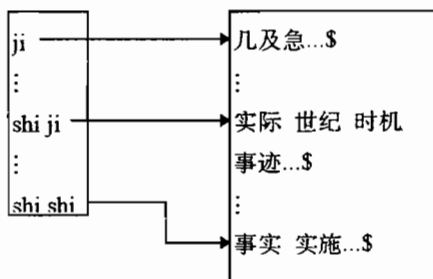 ji
⋮
shi ji
⋮
shi shi
几及急...$
⋮
实际 世纪 时机
事迹...$
⋮
事实 实施...$